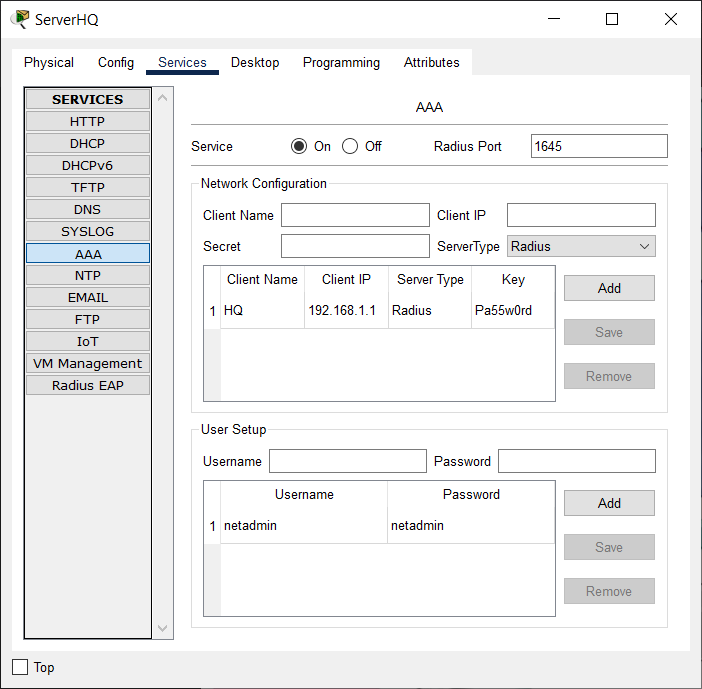 ServerHQ
Physical Config Services Desktop Programming Attributes
SERVICES
HTTP
DHCP
DHCPv6
TFTP
DNS
SYSLOG
AAA
NTP
EMAIL
FTP
IoT
VM Management
Radius EAP
AAA
Service On Off Radius Port 1645
Network Configuration
Client Name Client IP
Secret ServerType Radius
Client Name Client IP Server Type Key
1 HQ 192.168.1.1 Radius Pa55w0rd
Add
Save
Remove
User Setup
Username Password
Username Password
1 netadmin netadmin
Add
Save
Remove
Top